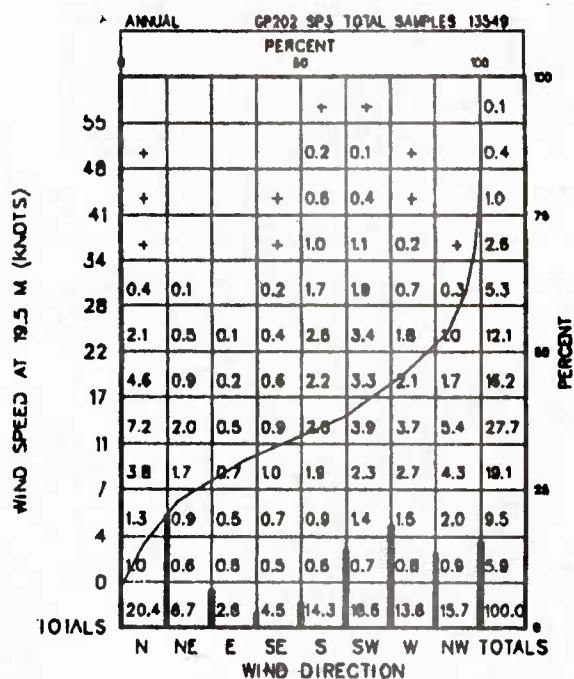 ANNUAL GP202 SP3 TOTAL SAMPLES 13549
PERCENT
0 50 100
100
+ + 0.1
55
+ 0.2 0.1 + 0.4
48
+ + 0.6 0.4 + 1.0
41 75
+ + 1.0 1.1 0.2 + 2.6
34
0.4 0.1 0.2 1.7 1.9 0.7 0.3 5.3
28
2.1 0.5 0.1 0.4 2.6 3.4 1.8 1.0 12.1
22 50
4.6 0.9 0.2 0.6 2.2 3.3 2.1 1.7 16.2
17
7.2 2.0 0.5 0.9 3.9 3.7 5.4 27.7
11
3.8 1.7 0.7 1.0 1.9 2.3 2.7 4.3 19.1
7 25
1.3 0.9 0.5 0.7 0.9 1.4 1.5 2.0 9.5
4
1.0 0.6 0.5 0.6 0.7 0.8 0.9 5.9
0
TOTALS 20.4 6.7 2.8 4.5 14.3 18.6 13.6 15.7 100.0
0
N NE E SE S SW W NW TOTALS
WIND DIRECTION
WIND SPEED AT 19.5 M (KNOTS)
PERCENT